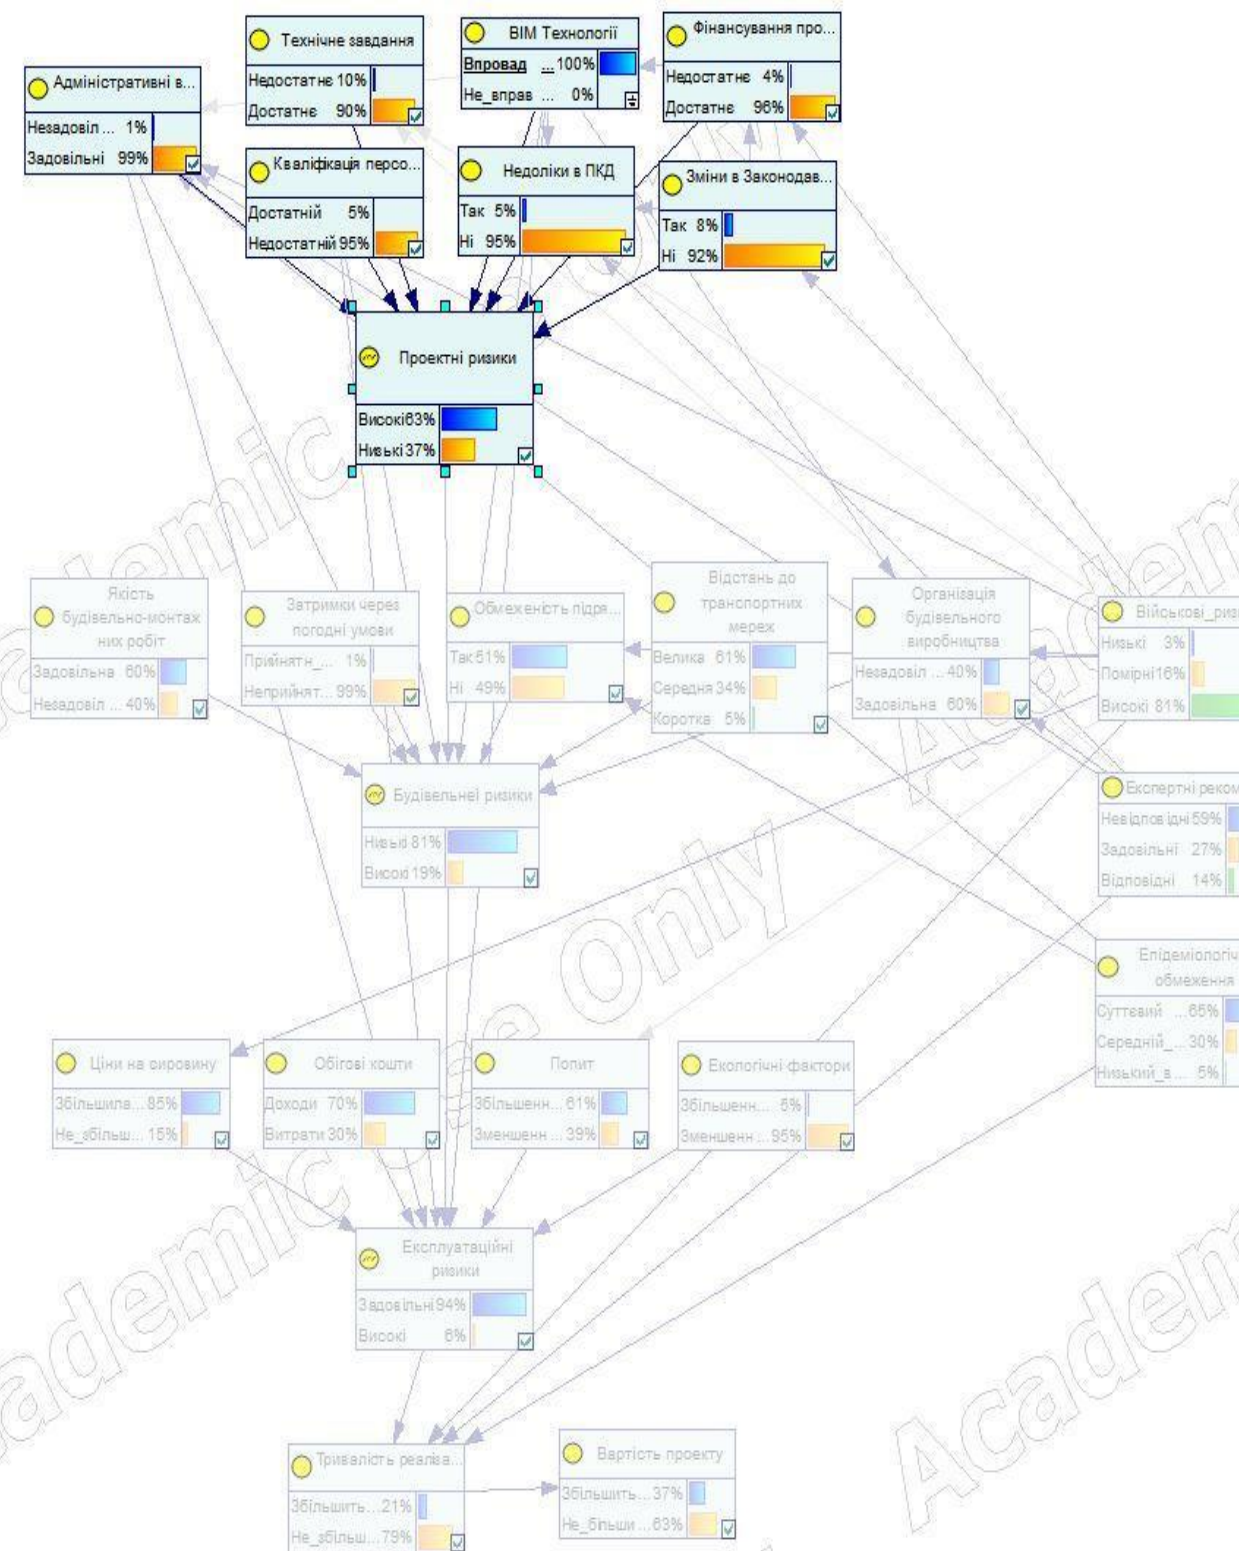 Адміністративні в...
Незадовіл ... 1%
Задовільні 99%
Технічне завдання
Недостатнє 10%
Достатнє 90%
BIM Технології
Впровад ... 100%
Не_вправ ... 0%
Фінансування про...
Недостатнє 4%
Достатнє 96%
Кваліфікація персо...
Достатній 5%
Недостатній 95%
Недоліки в ПКД
Так 5%
Ні 95%
Зміни в Законодав...
Так 8%
Ні 92%
Проектні ризики
Високі 63%
Низькі 37%
Якість
будівельно-монтаж
них робіт
Задовільна 60%
Незадовіл ... 40%
Затримки через
погодні умови
Прийнятн_... 1%
Неприйнят... 99%
Обмеженість підря...
Так 51%
Ні 49%
Відстань до
транспортних
мереж
Велика 61%
Середня 34%
Коротка 5%
Організація
будівельного
виробництва
Незадовіл ... 40%
Задовільна 60%
Військові_риз
Низькі 3%
Помірні 16%
Високі 81%
Будівельнеі ризики
Низькі 81%
Високі 19%
Експертні реком
Невідповідні 59%
Задовільні 27%
Відповідні 14%
Епідеміологіч
обмеження
Суттєвий ... 65%
Середній_... 30%
Низький_в... 5%
Ціни на сировину
Збільшила... 85%
Не_збільш... 15%
Обігові кошти
Доходи 70%
Витрати 30%
Попит
Збільшенн... 61%
Зменшенн ... 39%
Екологічні фактори
Збільшенн... 5%
Зменшенн ... 95%
Експлуатаційні
ризики
Задовільні 94%
Високі 6%
Тривалість реаліза...
Збільшить... 21%
Не_збільш... 79%
Вартість проекту
Збільшить... 37%
Не_більши ... 63%